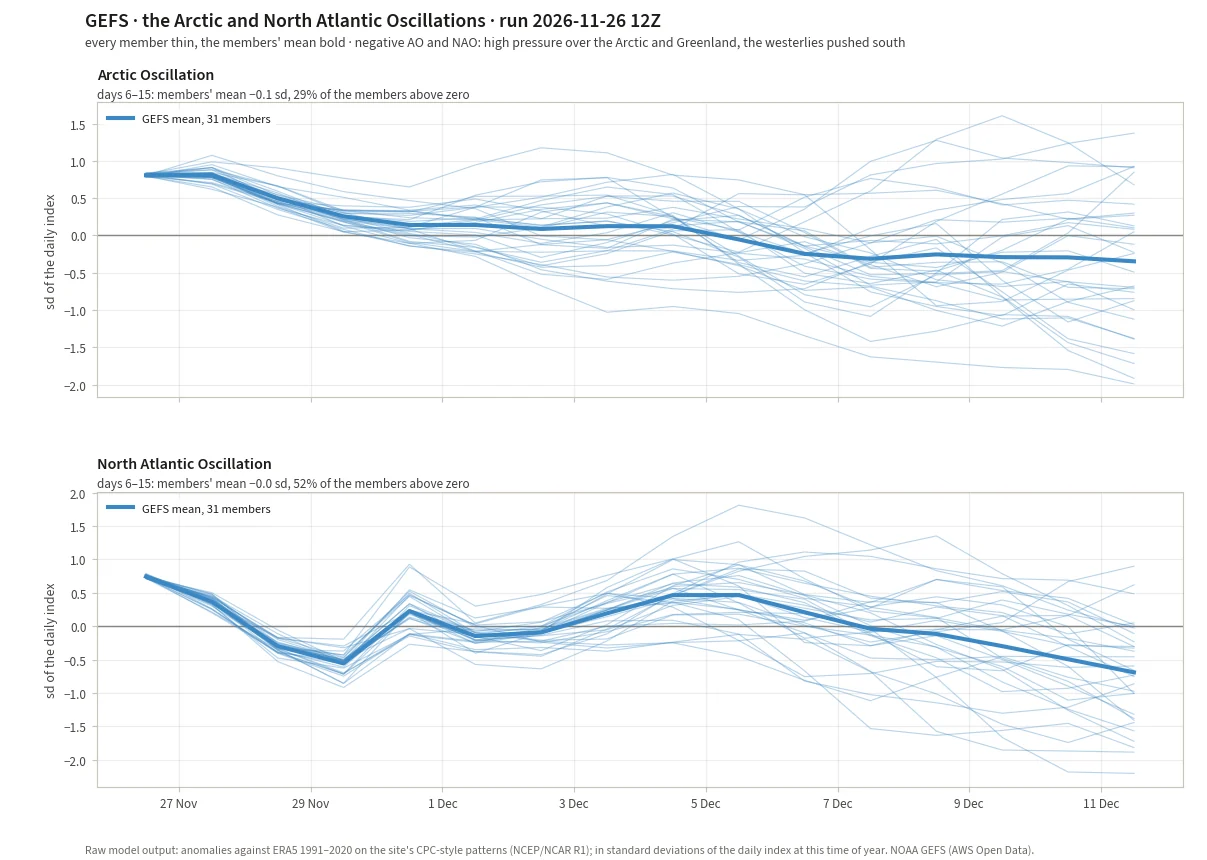 GEFS · the Arctic and North Atlantic Oscillations · run 2026-11-26 12Z
every member thin, the members' mean bold · negative AO and NAO: high pressure over the Arctic and Greenland, the westerlies pushed south
Arctic Oscillation
days 6–15: members' mean −0.1 sd, 29% of the members above zero
GEFS mean, 31 members
sd of the daily index
1.5
1.0
0.5
0.0
−0.5
−1.0
−1.5
−2.0
North Atlantic Oscillation
days 6–15: members' mean −0.0 sd, 52% of the members above zero
GEFS mean, 31 members
sd of the daily index
2.0
1.5
1.0
0.5
0.0
−0.5
−1.0
−1.5
−2.0
27 Nov 29 Nov 1 Dec 3 Dec 5 Dec 7 Dec 9 Dec 11 Dec
Raw model output: anomalies against ERA5 1991–2020 on the site's CPC-style patterns (NCEP/NCAR R1); in standard deviations of the daily index at this time of year. NOAA GEFS (AWS Open Data).